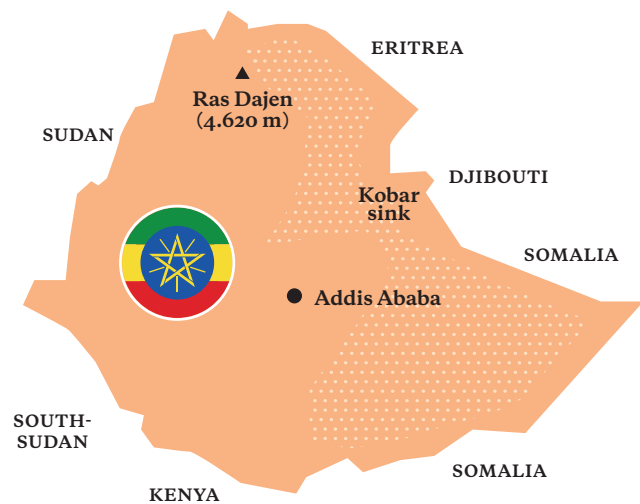 ERITREA
Ras Dajen
(4.620 m)
SUDAN
DJIBOUTI
Kobar
sink
SOMALIA
Addis Ababa
SOUTH-
SUDAN
SOMALIA
KENYA